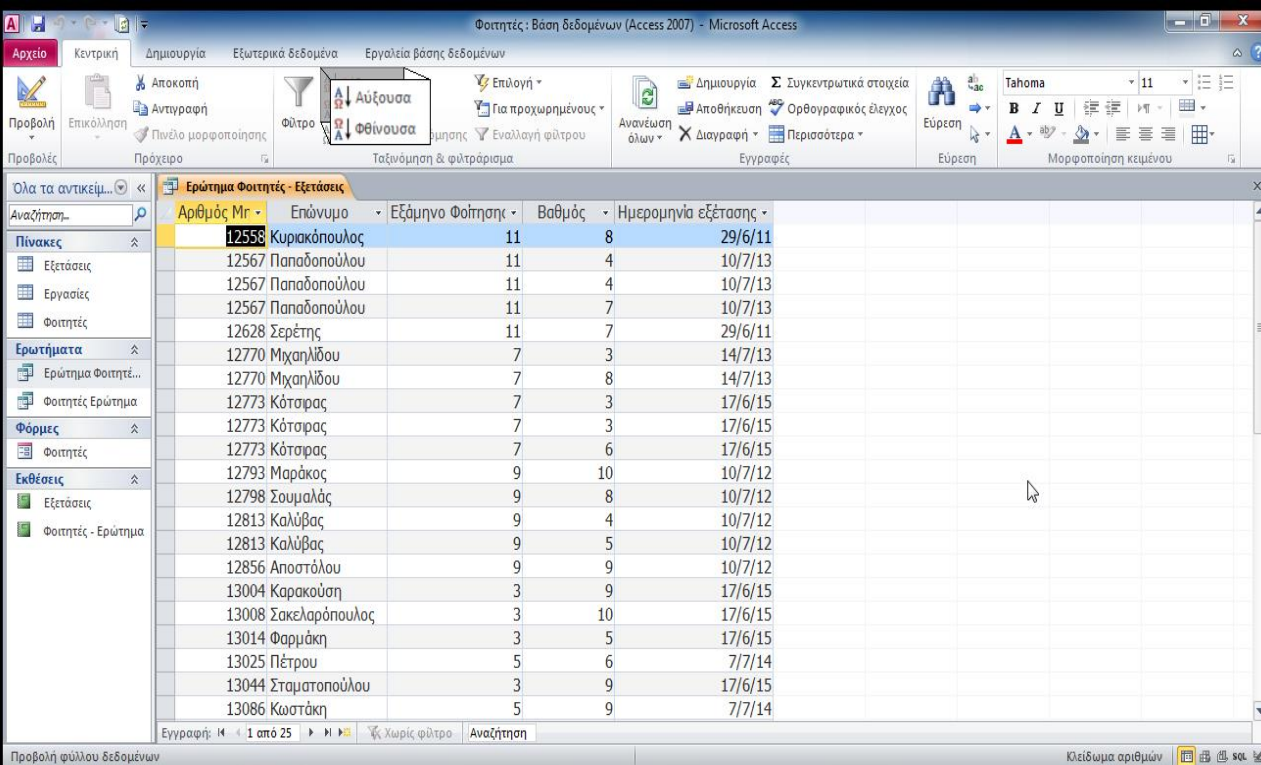 Φοιτητές : Βάση δεδομένων (Access 2007) - Microsoft Access
Αρχείο Κεντρική Δημιουργία Εξωτερικά δεδομένα Εργαλεία βάσης δεδομένων
Προβολή
Επικόλληση
Αποκοπή
Αντιγραφή
Πινέλο μορφοποίησης
Φίλτρο
Αύξουσα
Φθίνουσα
Επιλογή
Για προχωρημένους
Εναλλαγή φίλτρου
Ανανέωση όλων
Δημιουργία Σ Συγκεντρωτικά στοιχεία
Αποθήκευση Ορθογραφικός έλεγχος
Διαγραφή Περισσότερα
Εύρεση
Tahoma 11
B I U
Προβολές Πρόχειρο Ταξινόμηση & φιλτράρισμα Εγγραφές Εύρεση Μορφοποίηση κειμένου
Όλα τα αντικείμ... «
Αναζήτηση...
Πίνακες
Εξετάσεις
Εργασίες
Φοιτητές
Ερωτήματα
Ερώτημα Φοιτητέ...
Φοιτητές Ερώτημα
Φόρμες
Φοιτητές
Εκθέσεις
Εξετάσεις
Φοιτητές - Ερώτημα
Ερώτημα Φοιτητές - Εξετάσεις
Αριθμός Μη Επώνυμο Εξάμηνο Φοίτησης Βαθμός Ημερομηνία εξέτασης
12558 Κυριακόπουλος 11 8 29/6/11
12567 Παπαδοπούλου 11 4 10/7/13
12567 Παπαδοπούλου 11 4 10/7/13
12567 Παπαδοπούλου 11 7 10/7/13
12628 Σερέτης 11 7 29/6/11
12770 Μιχαηλίδου 7 3 14/7/13
12770 Μιχαηλίδου 7 8 14/7/13
12773 Κότσιρας 7 3 17/6/15
12773 Κότσιρας 7 3 17/6/15
12773 Κότσιρας 7 6 17/6/15
12793 Μαράκος 9 10 10/7/12
12798 Σουμαλάς 9 8 10/7/12
12813 Καλύβας 9 4 10/7/12
12813 Καλύβας 9 5 10/7/12
12856 Αποστόλου 9 9 10/7/12
13004 Καρακούση 3 9 17/6/15
13008 Σακελαρόπουλος 3 10 17/6/15
13014 Φαρμάκη 3 5 17/6/15
13025 Πέτρου 5 6 7/7/14
13044 Σταματοπούλου 3 9 17/6/15
13086 Κωστάκη 5 9 7/7/14
Εγγραφή: 1 από 25 Χωρίς φίλτρο Αναζήτηση
Προβολή φύλλου δεδομένων Κλείδωμα αριθμών SQL